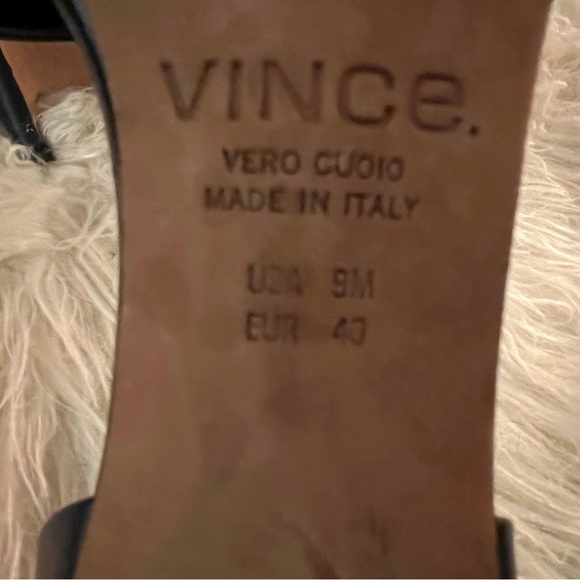 VINCE.
VERO CUOIO
MADE IN ITALY
USA 9M
EUR 40